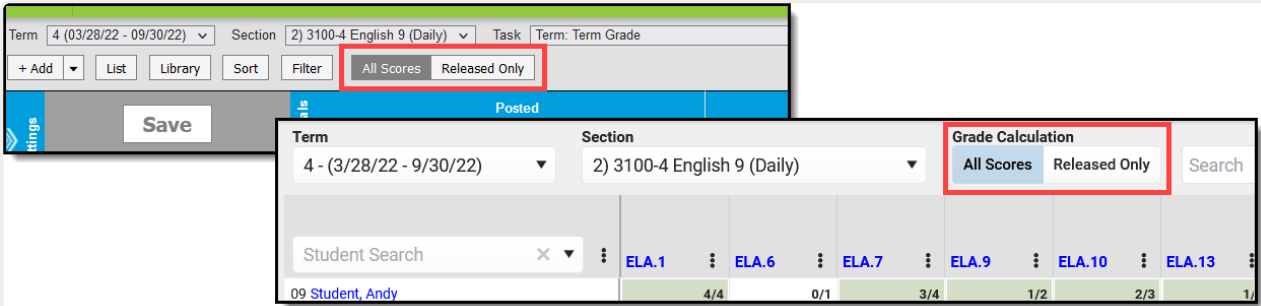 Term 4 (03/28/22 - 09/30/22) Section 2) 3100-4 English 9 (Daily) Task Term: Term Grade
+ Add List Library Sort Filter All Scores Released Only
Posted
Save
Term Section Grade Calculation
4 - (3/28/22 - 9/30/22) 2) 3100-4 English 9 (Daily) All Scores Released Only Search
Student Search
ELA.1 ELA.6 ELA.7 ELA.9 ELA.10 ELA.13
09 Student, Andy 4/4 0/1 3/4 1/2 2/3 1/